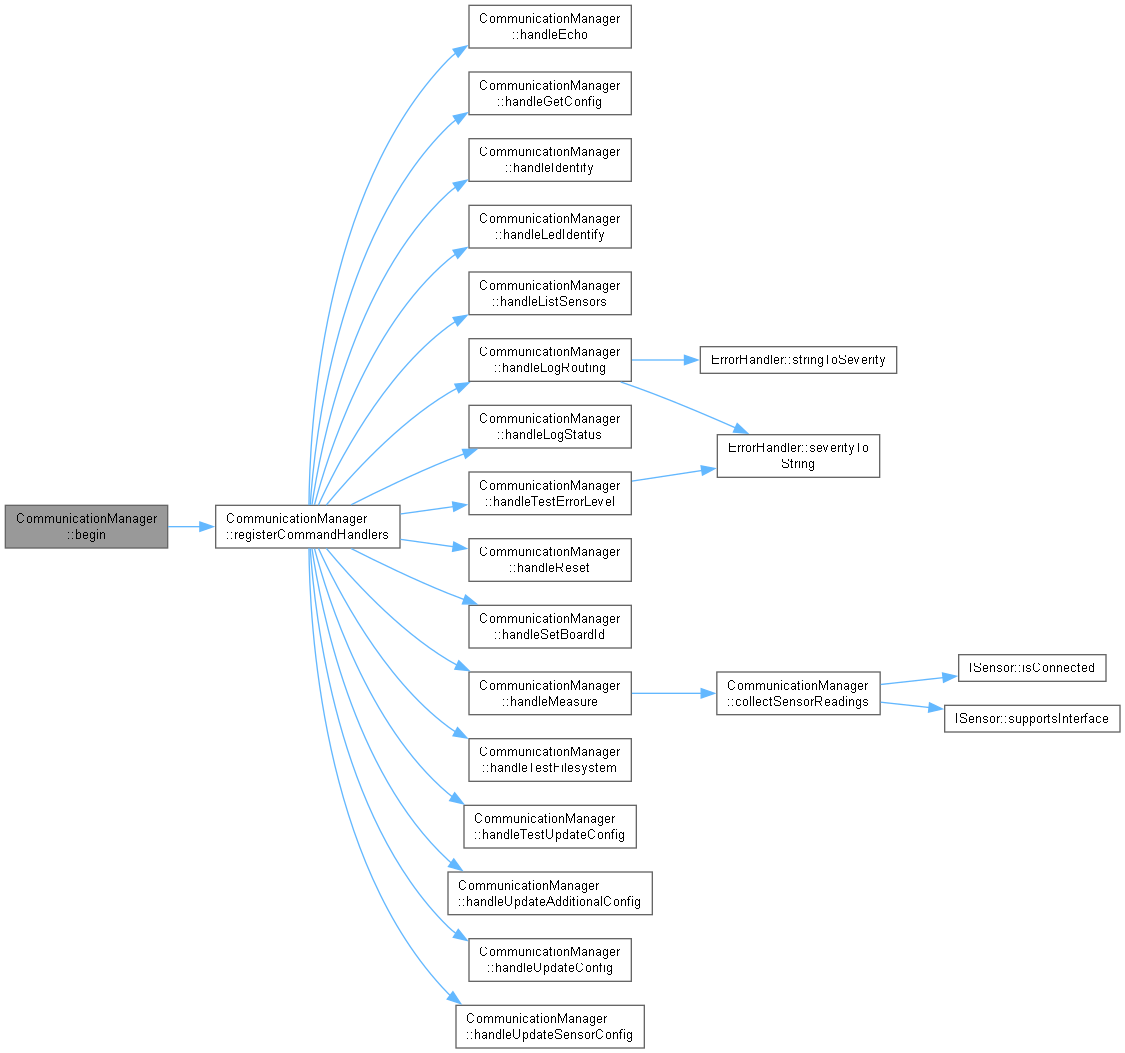 CommunicationManager
::handleEcho
CommunicationManager
::handleGetConfig
CommunicationManager
::handleIdentify
CommunicationManager
::handleLedIdentify
CommunicationManager
::handleListSensors
CommunicationManager
::handleLogRouting
ErrorHandler::stringToSeverity
CommunicationManager
::handleLogStatus
ErrorHandler::severityTo
String
CommunicationManager
::handleTestErrorLevel
CommunicationManager
::begin
CommunicationManager
::registerCommandHandlers
CommunicationManager
::handleReset
CommunicationManager
::handleSetBoardId
CommunicationManager
::handleMeasure
CommunicationManager
::collectSensorReadings
ISensor::isConnected
ISensor::supportsInterface
CommunicationManager
::handleTestFilesystem
CommunicationManager
::handleTestUpdateConfig
CommunicationManager
::handleUpdateAdditionalConfig
CommunicationManager
::handleUpdateConfig
CommunicationManager
::handleUpdateSensorConfig